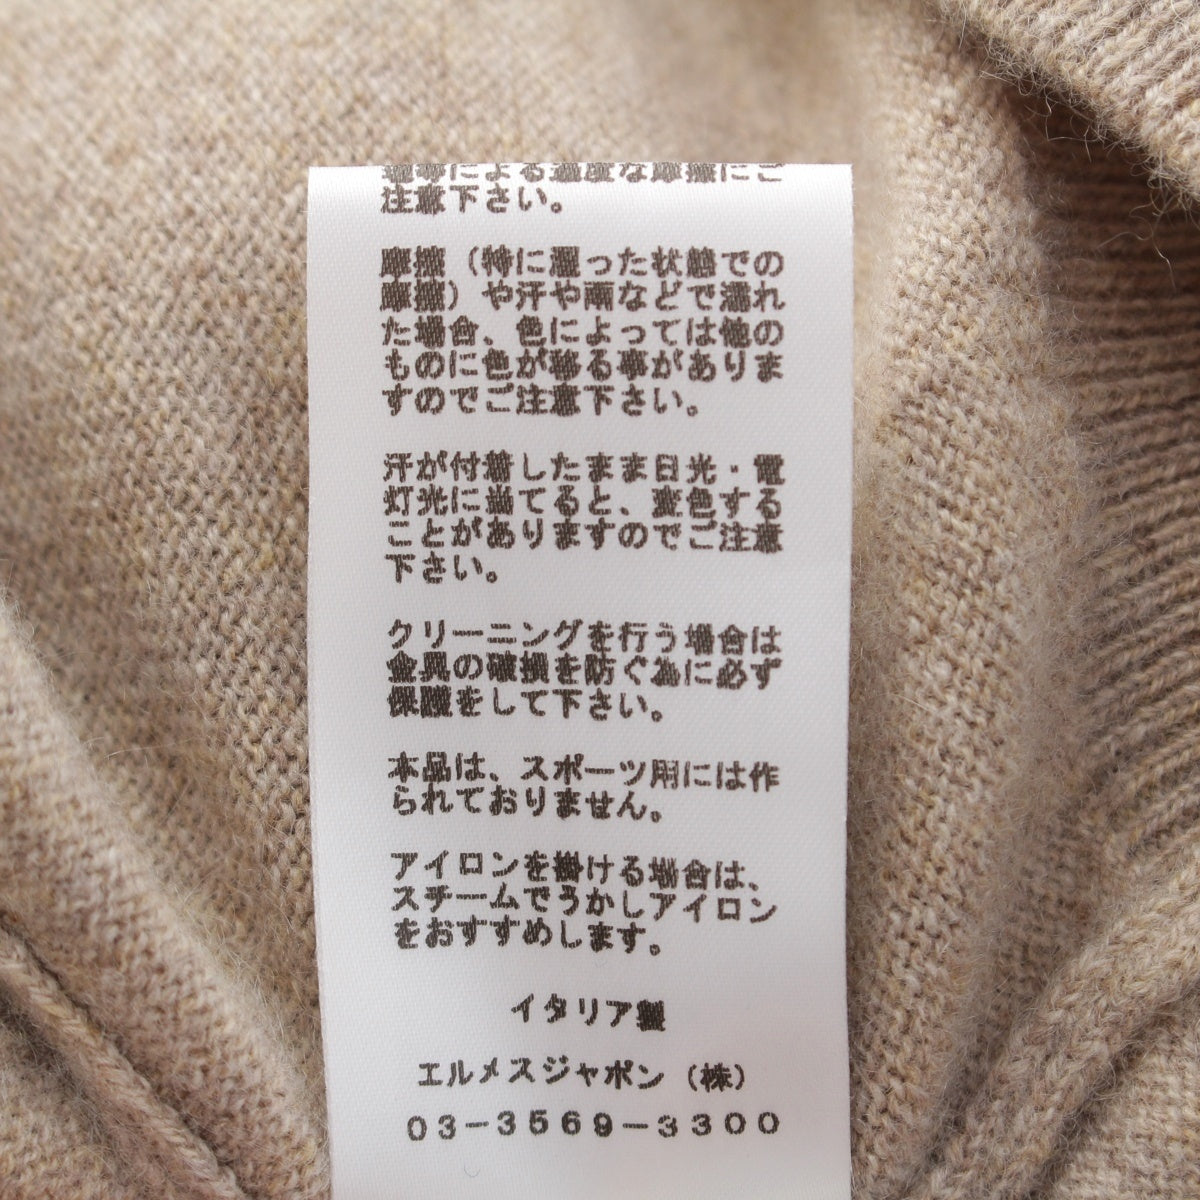 による過度な摩擦にご
注意下さい。
摩擦（特に湿った状態での
摩擦）や汗や雨などで濡れ
た場合、色によっては他の
ものに色が移る事がありま
すのでご注意下さい。
汗が付着したまま日光・電
灯光に当てると、変色する
ことがありますのでご注意
下さい。
クリーニングを行う場合は
金具の破損を防ぐ為に必ず
保護をして下さい。
本品は、スポーツ用には作
られておりません。
アイロンを掛ける場合は、
スチームでうかしアイロン
をおすすめします。
イタリア製
エルメスジャポン（株）
03-3569-3300